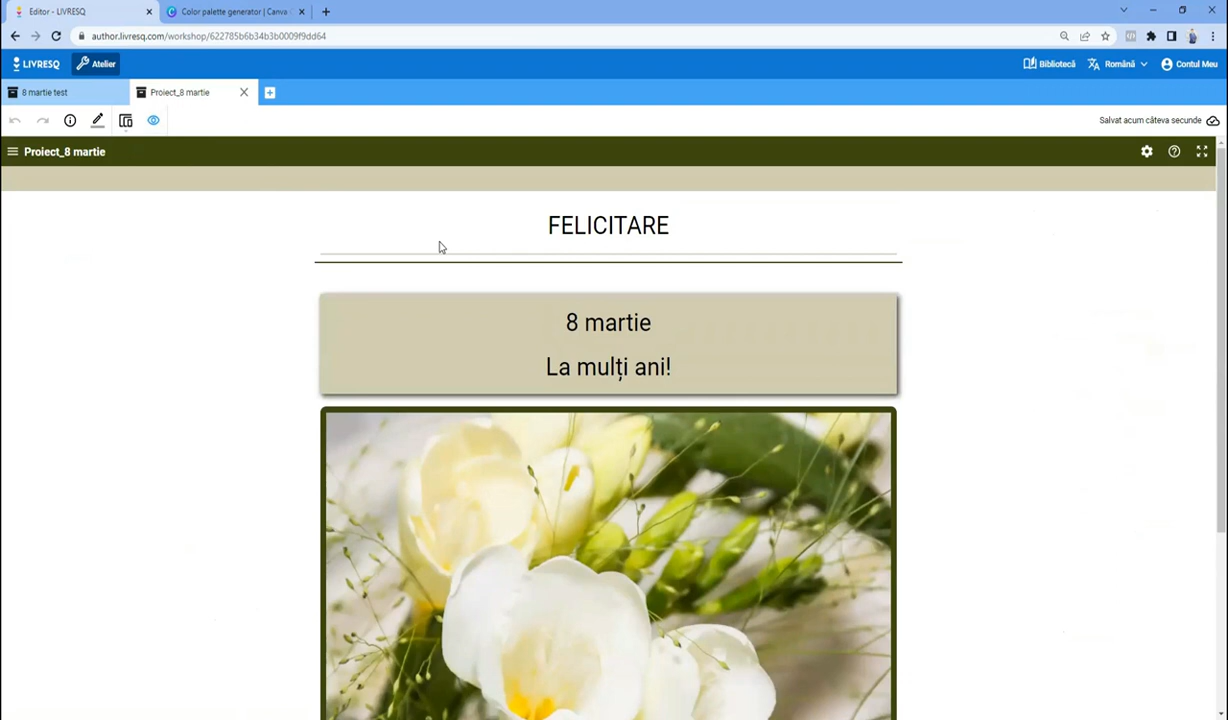 Editor - LIVRESQ
Color palette generator | Canva
author.livresq.com/workshop/622785b6b34b3b0009f9dd64
LIVRESQ Atelier Bibliotecă Română Contul Meu
8 martie test Proiect_8 martie
Salvat acum câteva secunde
Proiect_8 martie
FELICITARE
8 martie
La mulți ani!